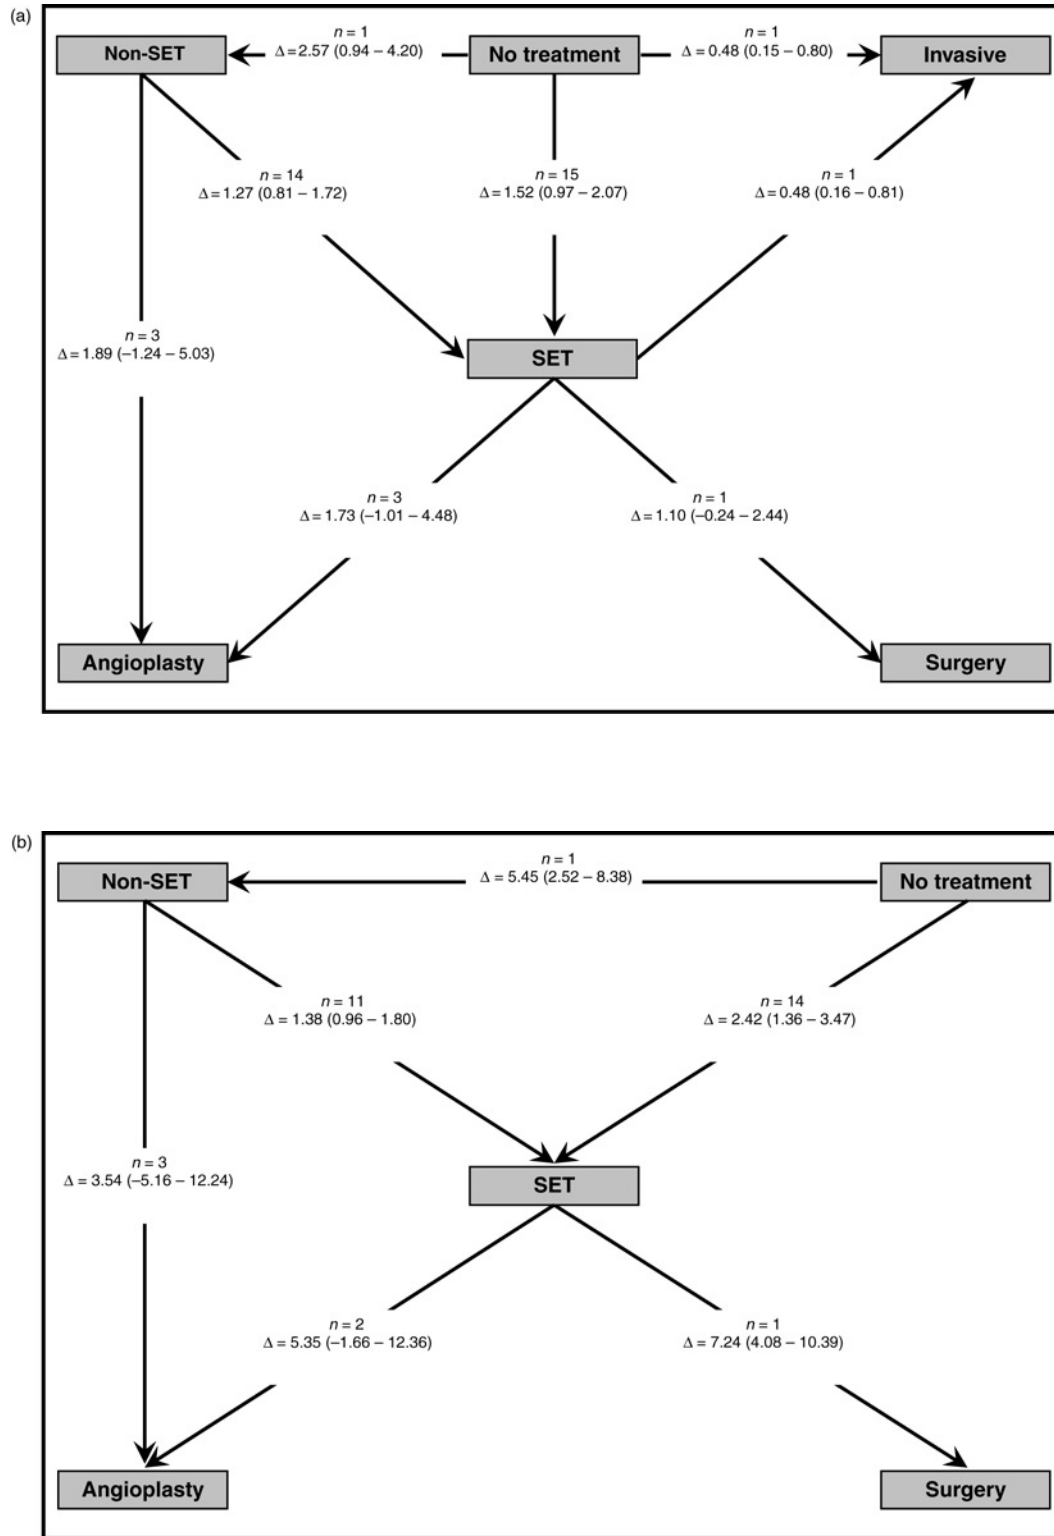 (a)
Non-SET
n = 1
Δ = 2.57 (0.94 – 4.20)
No treatment
n = 1
Δ = 0.48 (0.15 – 0.80)
Invasive
n = 14
Δ = 1.27 (0.81 – 1.72)
n = 15
Δ = 1.52 (0.97 – 2.07)
n = 1
Δ = 0.48 (0.16 – 0.81)
n = 3
Δ = 1.89 (–1.24 – 5.03)
SET
n = 3
Δ = 1.73 (–1.01 – 4.48)
n = 1
Δ = 1.10 (–0.24 – 2.44)
Angioplasty
Surgery
(b)
Non-SET
n = 1
Δ = 5.45 (2.52 – 8.38)
No treatment
n = 11
Δ = 1.38 (0.96 – 1.80)
n = 14
Δ = 2.42 (1.36 – 3.47)
n = 3
Δ = 3.54 (–5.16 – 12.24)
SET
n = 2
Δ = 5.35 (–1.66 – 12.36)
n = 1
Δ = 7.24 (4.08 – 10.39)
Angioplasty
Surgery